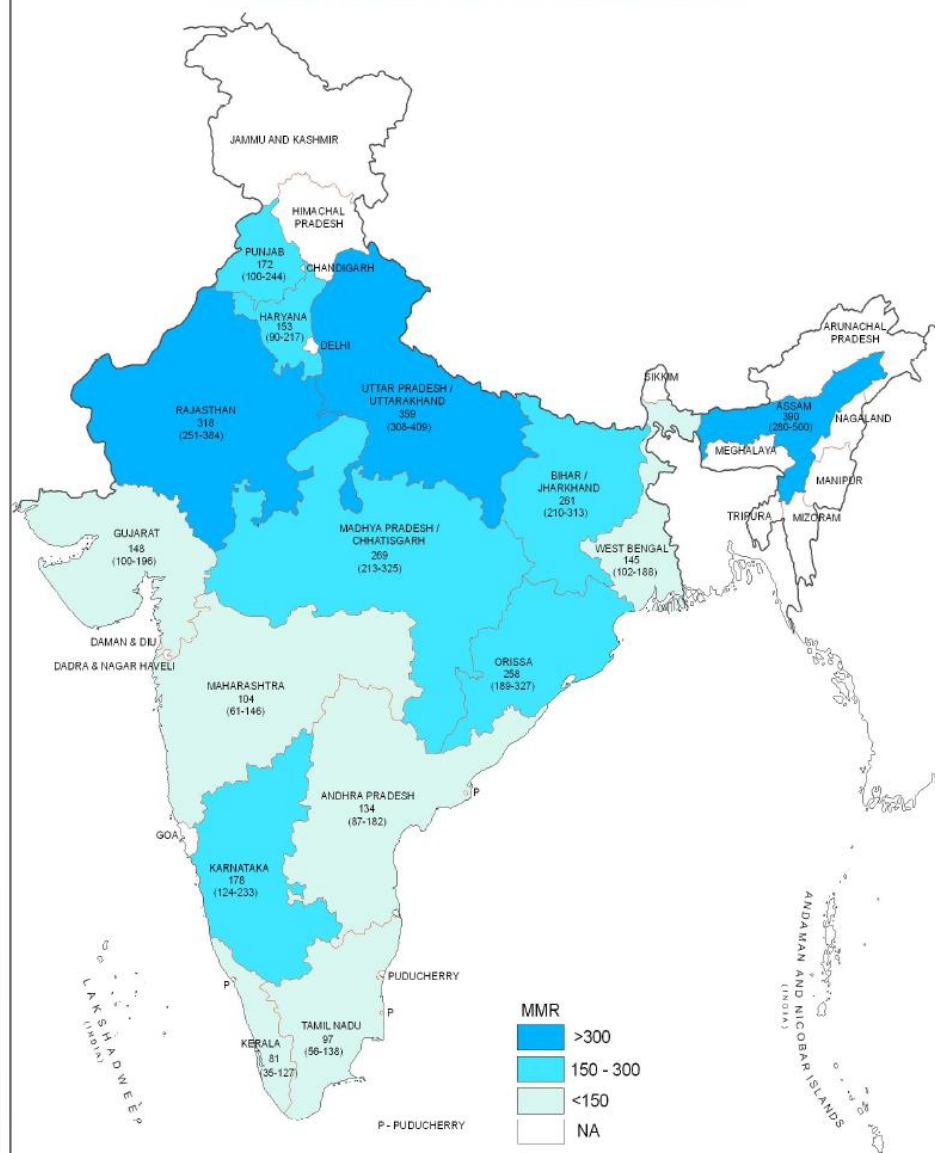 JAMMU AND KASHMIR
HIMACHAL
PRADESH
PUNJAB
172
(100-244)
CHANDIGARH
HARYANA
153
(90-217)
DELHI
ARUNACHAL
PRADESH
SIKKIM
UTTAR PRADESH /
UTTARAKHAND
359
(308-409)
RAJASTHAN
318
(251-384)
ASSAM
390
(280-500)
NAGALAND
MEGHALAYA
MANIPUR
BIHAR /
JHARKHAND
261
(210-313)
TRIPURA
MIZORAM
GUJARAT
148
(100-196)
MADHYA PRADESH /
CHHATISGARH
269
(213-325)
WEST BENGAL
145
(102-188)
DAMAN & DIU
DADRA & NAGAR HAVELI
MAHARASHTRA
104
(61-146)
ORISSA
258
(189-327)
ANDHRA PRADESH
134
(87-182)
P
GOA
KARNATAKA
178
(124-233)
ANDAMAN AND NICOBAR ISLANDS
(INDIA)
LAKSHADWEEP
(INDIA)
P
PUDUCHERRY
P
TAMIL NADU
97
(56-138)
KERALA
81
(35-127)
MMR
>300
150 - 300
<150
NA
P - PUDUCHERRY